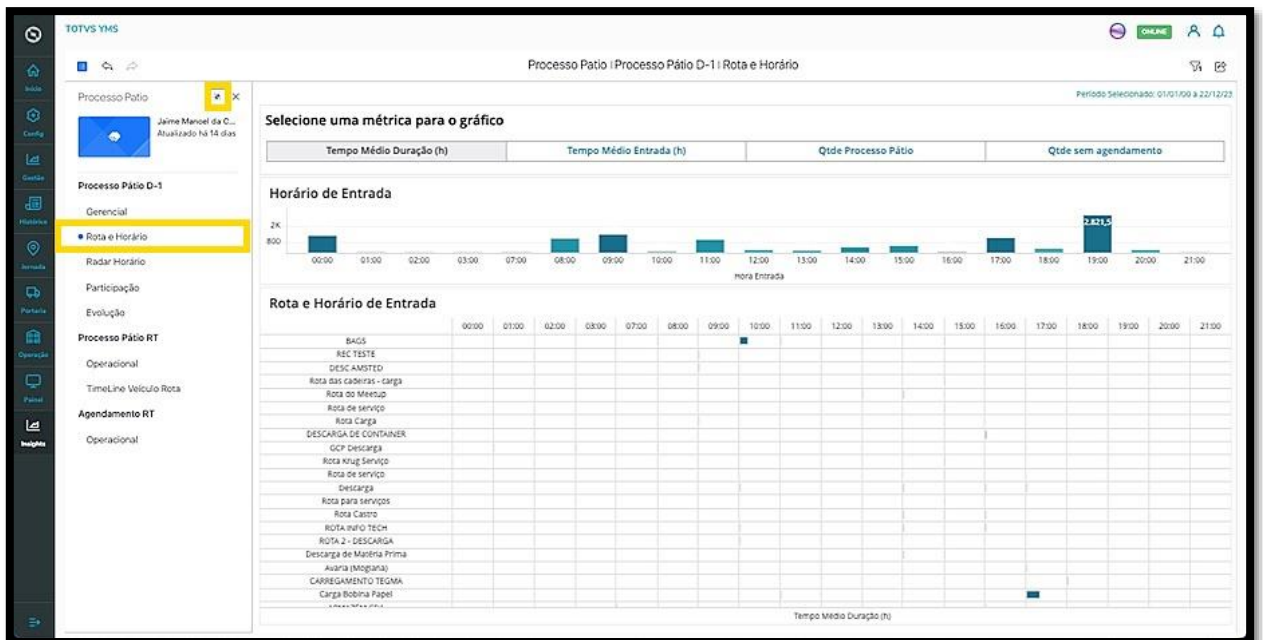 TOTVS YMS
ONLINE
Início
Config
Gestão
Histórico
Jornada
Portaria
Operação
Painel
Insights
Processo Patio | Processo Pátio D-1 | Rota e Horário
Processo Patio
Jaime Manoel da C...
Atualizado há 14 dias
Processo Pátio D-1
Gerencial
Rota e Horário
Radar Horário
Participação
Evolução
Processo Pátio RT
Operacional
TimeLine Veículo Rota
Agendamento RT
Operacional
Período Selecionado: 01/01/00 a 22/12/23
Selecione uma métrica para o gráfico
Tempo Médio Duração (h) Tempo Médio Entrada (h) Qtde Processo Pátio Qtde sem agendamento
Horário de Entrada
2K
800
2.821,5
00:00 01:00 02:00 03:00 07:00 08:00 09:00 10:00 11:00 12:00 13:00 14:00 15:00 16:00 17:00 18:00 19:00 20:00 21:00
Hora Entrada
Rota e Horário de Entrada
00:00 01:00 02:00 03:00 07:00 08:00 09:00 10:00 11:00 12:00 13:00 14:00 15:00 16:00 17:00 18:00 19:00 20:00 21:00
BAGS
REC TESTE
DESC AMSTED
Rota das cadeiras - carga
Rota do Meetup
Rota de serviço
Rota Carga
DESCARGA DE CONTAINER
GCP Descarga
Rota Krug Serviço
Rota de serviço
Descarga
Rota para serviços
Rota Castro
ROTA INFO TECH
ROTA 2 - DESCARGA
Descarga de Matéria Prima
Avaria (Mogiana)
CARREGAMENTO TEGMA
Carga Bobina Papel
Tempo Médio Duração (h)